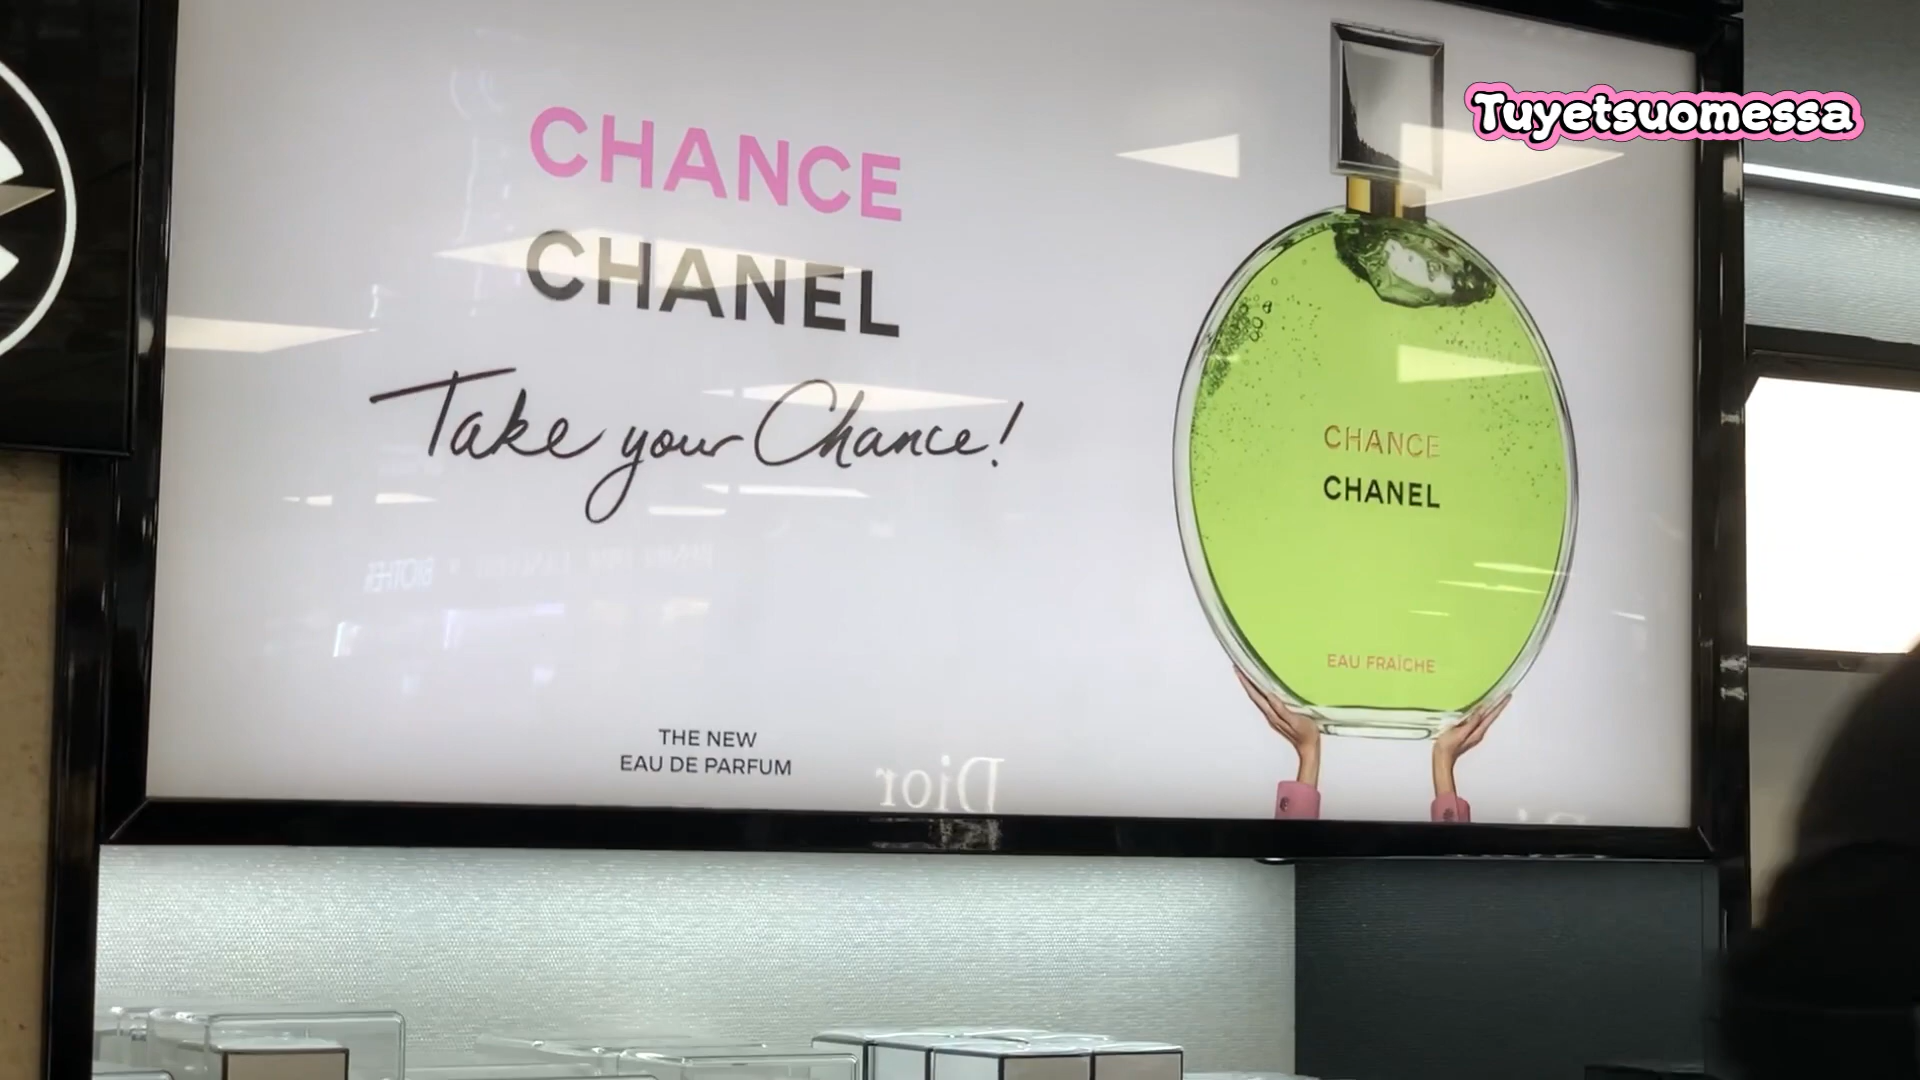 Tuyetsuomessa
CHANCE
CHANEL
Take your Chance!
THE NEW
EAU DE PARFUM
CHANCE
CHANEL
EAU FRAÎCHE
Dior